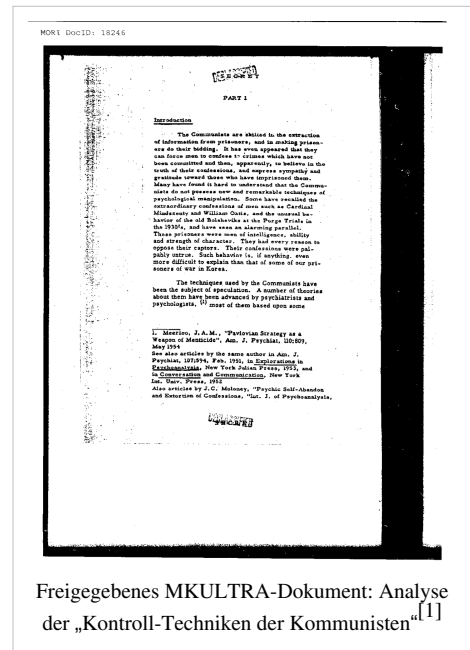 MORI DocID: 18246
SECRET
PART I
Introduction
The Communists are skilled in the extraction
of information from prisoners, and in making prison-
ers do their bidding. It has even appeared that they
can force men to confess to crimes which have not
been committed and then, apparently, to believe in the
truth of their confessions, and express sympathy and
gratitude toward those who have imprisoned them.
Many have found it hard to understand that the Commu-
nists do not possess new and remarkable techniques of
psychological manipulation. Some have recalled the
extraordinary confessions of men such as Cardinal
Mindszenty and William Oatis, and the unusual be-
havior of the old Bolsheviks at the Purge Trials in
the 1930's, and have seen an alarming parallel.
These prisoners were men of intelligence, ability
and strength of character. They had every reason to
oppose their captors. Their confessions were pal-
pably untrue. Such behavior is, if anything, even
more difficult to explain than that of some of our pri-
soners of war in Korea.
The techniques used by the Communists have
been the subject of speculation. A number of theories
about them have been advanced by psychiatrists and
psychologists, (1) most of them based upon some
1. Meerloo, J.A.M., "Pavlovian Strategy as a
Weapon of Menticide", Am. J. Psychiat, 110:809,
May 1954
See also articles by the same author in Am. J.
Psychiat, 107:594, Feb. 1951, in Explorations in
Psychoanalysis, New York Julian Press, 1953, and
in Conversation and Communication, New York
Int. Univ. Press, 1952
Also articles by J.C. Moloney, "Psychic Self-Abandon
and Extortion of Confessions, "Int. J. of Psychoanalysis,
SECRET
Freigegebenes MKULTRA-Dokument: Analyse
der „Kontroll-Techniken der Kommunisten“[1]